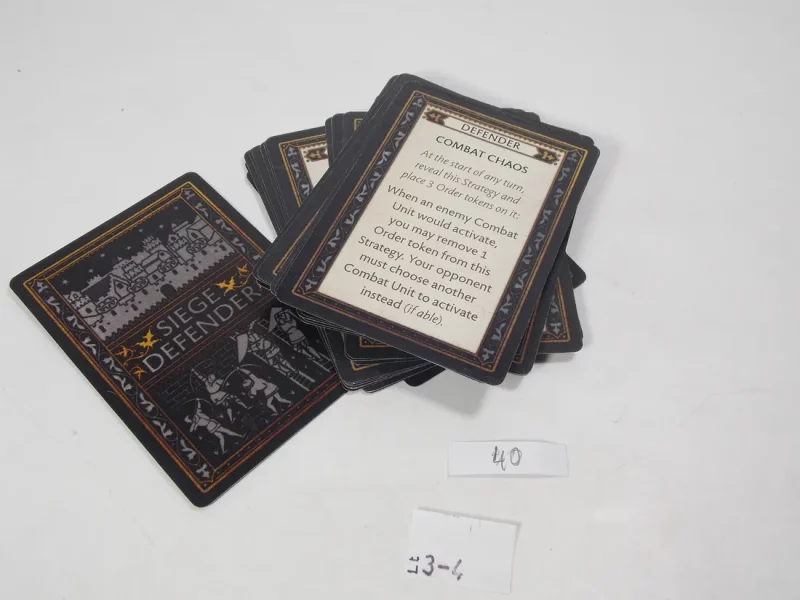 DEFENDER
COMBAT CHAOS
At the start of any turn,
reveal this Strategy and
place 3 Order tokens on it:
When an enemy Combat
Unit would activate,
you may remove 1
Order token from this
Strategy. Your opponent
must choose another
Combat Unit to activate
instead (if able).
SIEGE
DEFENDER
40
Lt 3-4